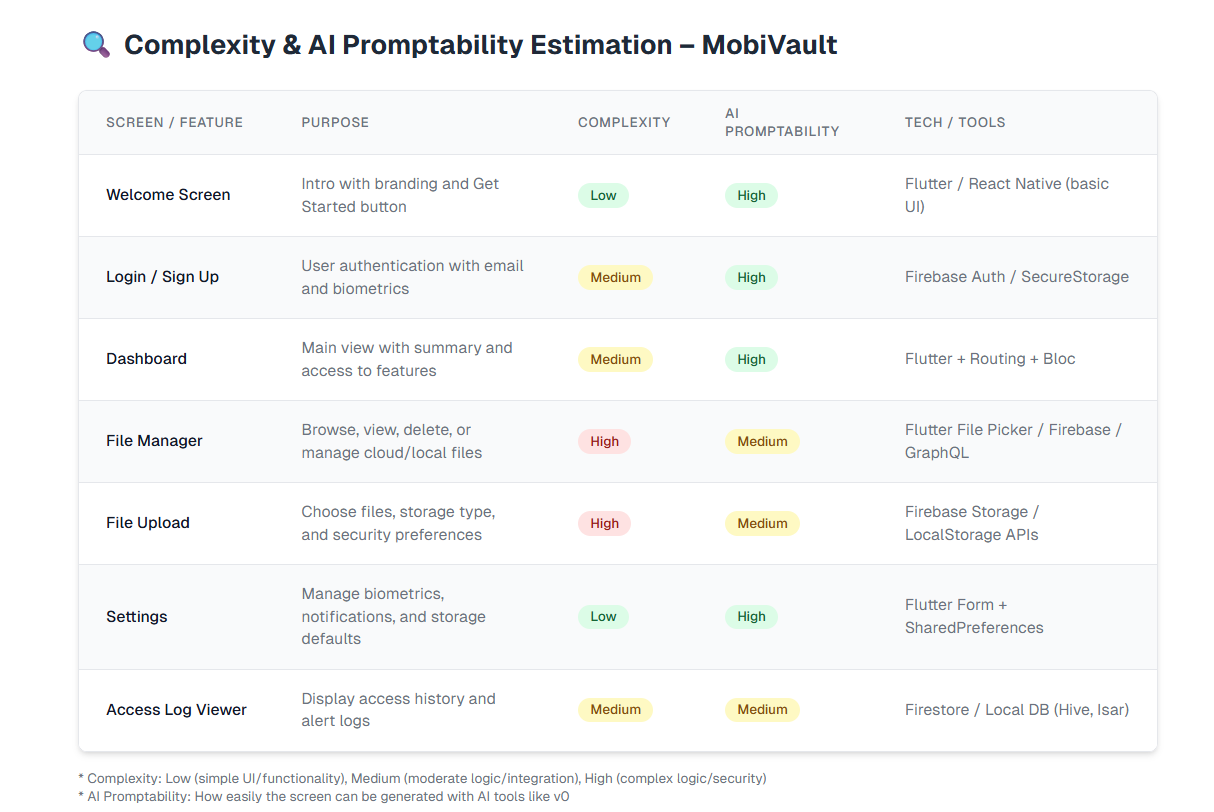 Complexity & AI Promptability Estimation – MobiVault
SCREEN / FEATURE
PURPOSE
COMPLEXITY
AI
PROMPTABILITY
TECH / TOOLS
Welcome Screen
Intro with branding and Get
Started button
Low
High
Flutter / React Native (basic
UI)
Login / Sign Up
User authentication with email
and biometrics
Medium
High
Firebase Auth / SecureStorage
Dashboard
Main view with summary and
access to features
Medium
High
Flutter + Routing + Bloc
File Manager
Browse, view, delete, or
manage cloud/local files
High
Medium
Flutter File Picker / Firebase /
GraphQL
File Upload
Choose files, storage type,
and security preferences
High
Medium
Firebase Storage /
LocalStorage APIs
Settings
Manage biometrics,
notifications, and storage
defaults
Low
High
Flutter Form +
SharedPreferences
Access Log Viewer
Display access history and
alert logs
Medium
Medium
Firestore / Local DB (Hive, Isar)
* Complexity: Low (simple UI/functionality), Medium (moderate logic/integration), High (complex logic/security)
* AI Promptability: How easily the screen can be generated with AI tools like v0